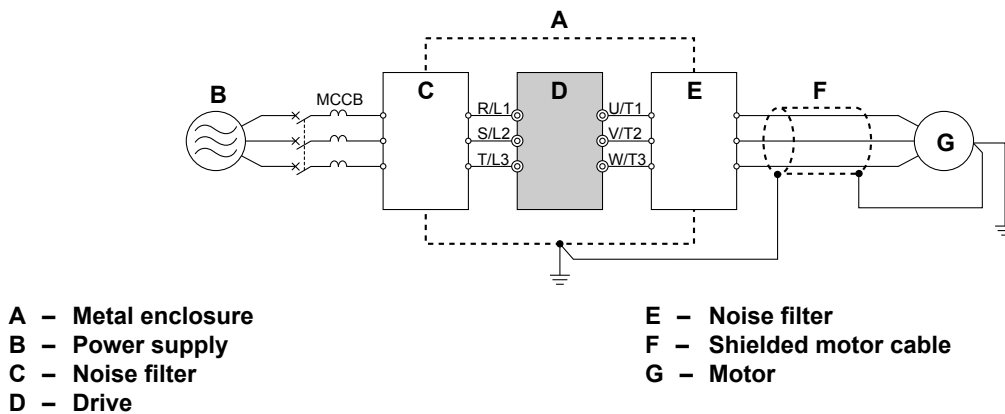 A
B
MCCB
C
R/L1
S/L2
T/L3
D
U/T1
V/T2
W/T3
E
F
G
A – Metal enclosure
B – Power supply
C – Noise filter
D – Drive
E – Noise filter
F – Shielded motor cable
G – Motor